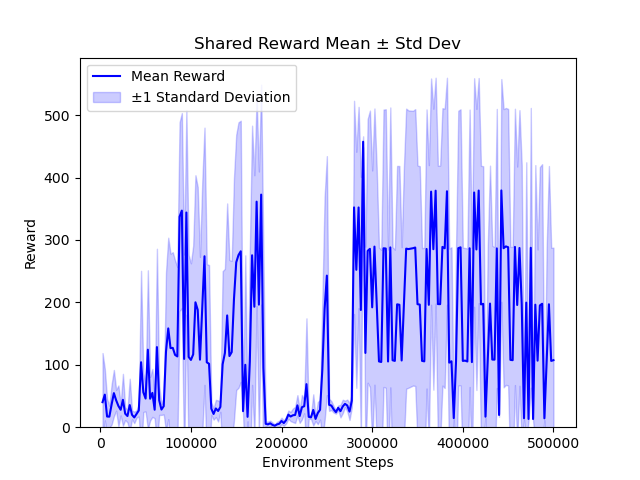 Shared Reward Mean ± Std Dev
Mean Reward
±1 Standard Deviation
500
400
300
200
100
0
Reward
0 100000 200000 300000 400000 500000
Environment Steps